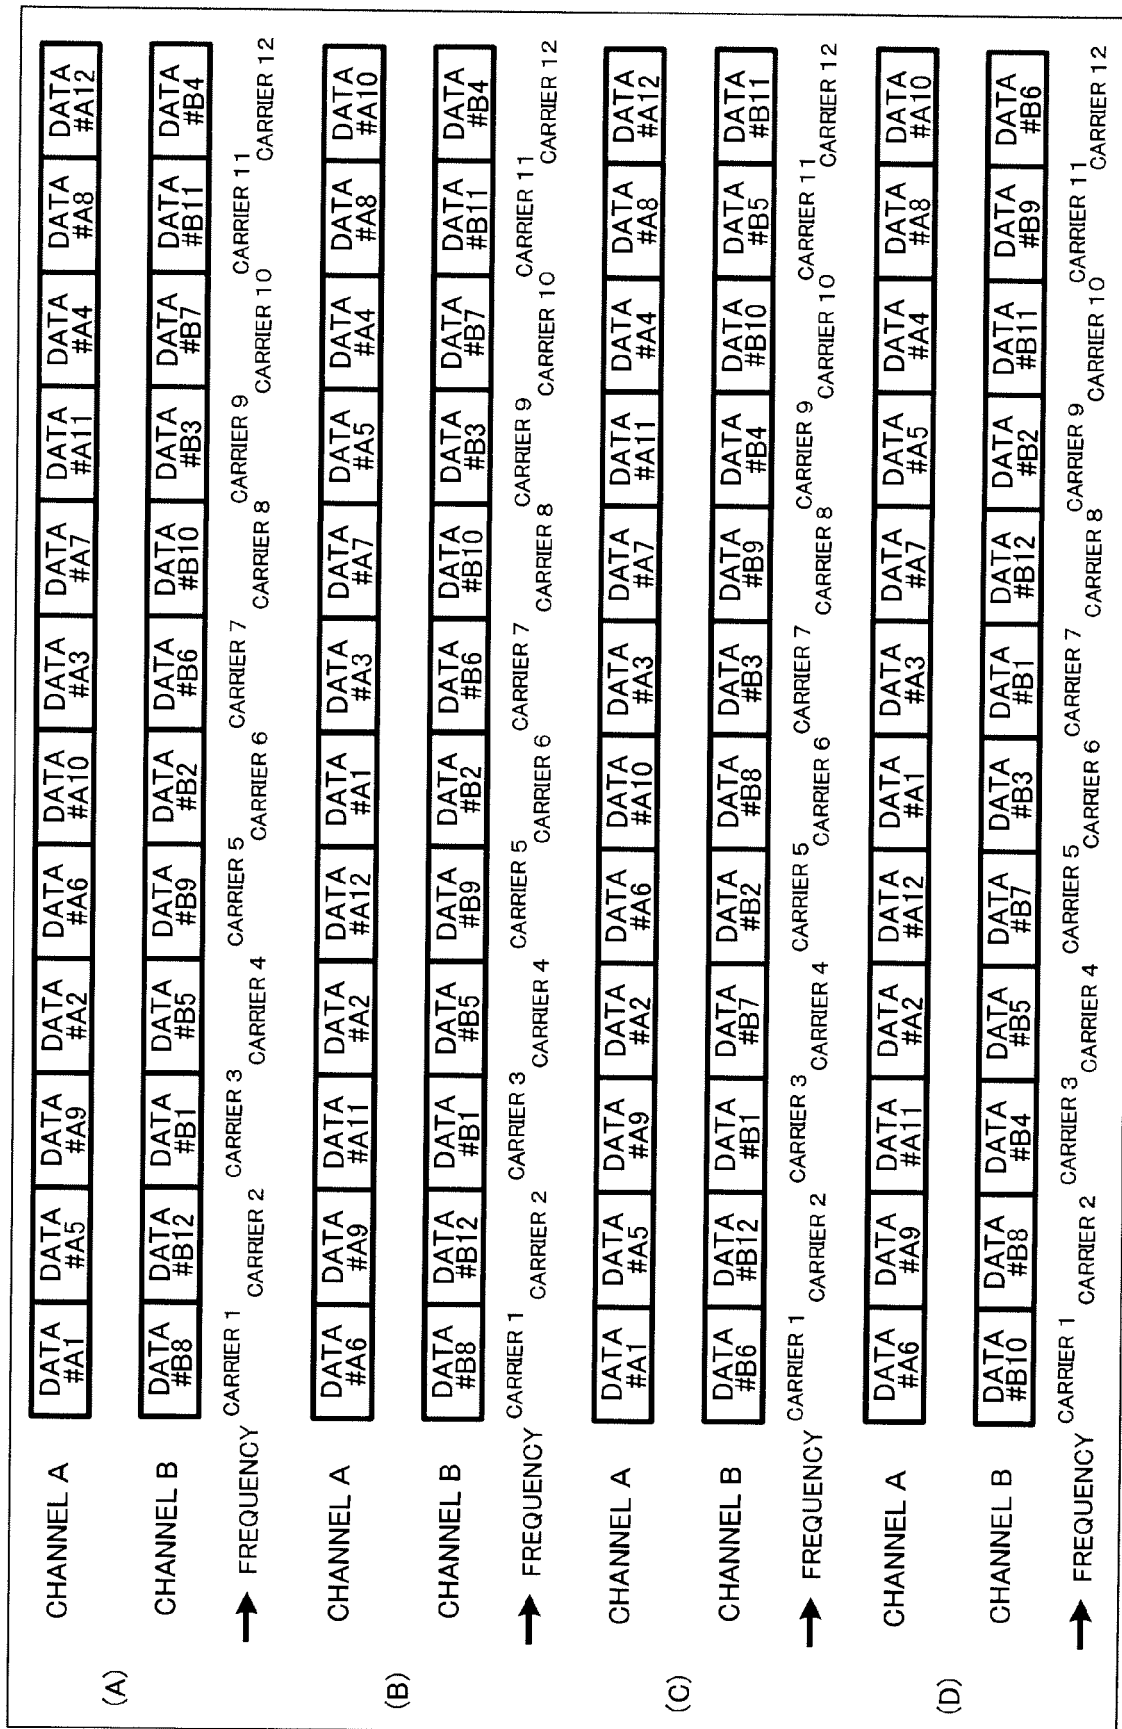 (A)
CHANNEL A
DATA #A1 DATA #A5 DATA #A9 DATA #A2 DATA #A6 DATA #A10 DATA #A3 DATA #A7 DATA #A11 DATA #A4 DATA #A8 DATA #A12
CHANNEL B
DATA #B8 DATA #B12 DATA #B1 DATA #B5 DATA #B9 DATA #B2 DATA #B6 DATA #B10 DATA #B3 DATA #B7 DATA #B11 DATA #B4
FREQUENCY
CARRIER 1 CARRIER 2 CARRIER 3 CARRIER 4 CARRIER 5 CARRIER 6 CARRIER 7 CARRIER 8 CARRIER 9 CARRIER 10 CARRIER 11 CARRIER 12
(B)
CHANNEL A
DATA #A6 DATA #A9 DATA #A11 DATA #A2 DATA #A12 DATA #A1 DATA #A3 DATA #A7 DATA #A5 DATA #A4 DATA #A8 DATA #A10
CHANNEL B
DATA #B8 DATA #B12 DATA #B1 DATA #B5 DATA #B9 DATA #B2 DATA #B6 DATA #B10 DATA #B3 DATA #B7 DATA #B11 DATA #B4
FREQUENCY
CARRIER 1 CARRIER 2 CARRIER 3 CARRIER 4 CARRIER 5 CARRIER 6 CARRIER 7 CARRIER 8 CARRIER 9 CARRIER 10 CARRIER 11 CARRIER 12
(C)
CHANNEL A
DATA #A1 DATA #A5 DATA #A9 DATA #A2 DATA #A6 DATA #A10 DATA #A3 DATA #A7 DATA #A11 DATA #A4 DATA #A8 DATA #A12
CHANNEL B
DATA #B6 DATA #B12 DATA #B1 DATA #B7 DATA #B2 DATA #B8 DATA #B3 DATA #B9 DATA #B4 DATA #B10 DATA #B5 DATA #B11
FREQUENCY
CARRIER 1 CARRIER 2 CARRIER 3 CARRIER 4 CARRIER 5 CARRIER 6 CARRIER 7 CARRIER 8 CARRIER 9 CARRIER 10 CARRIER 11 CARRIER 12
(D)
CHANNEL A
DATA #A6 DATA #A9 DATA #A11 DATA #A2 DATA #A12 DATA #A1 DATA #A3 DATA #A7 DATA #A5 DATA #A4 DATA #A8 DATA #A10
CHANNEL B
DATA #B10 DATA #B8 DATA #B4 DATA #B5 DATA #B7 DATA #B3 DATA #B1 DATA #B12 DATA #B2 DATA #B11 DATA #B9 DATA #B6
FREQUENCY
CARRIER 1 CARRIER 2 CARRIER 3 CARRIER 4 CARRIER 5 CARRIER 6 CARRIER 7 CARRIER 8 CARRIER 9 CARRIER 10 CARRIER 11 CARRIER 12